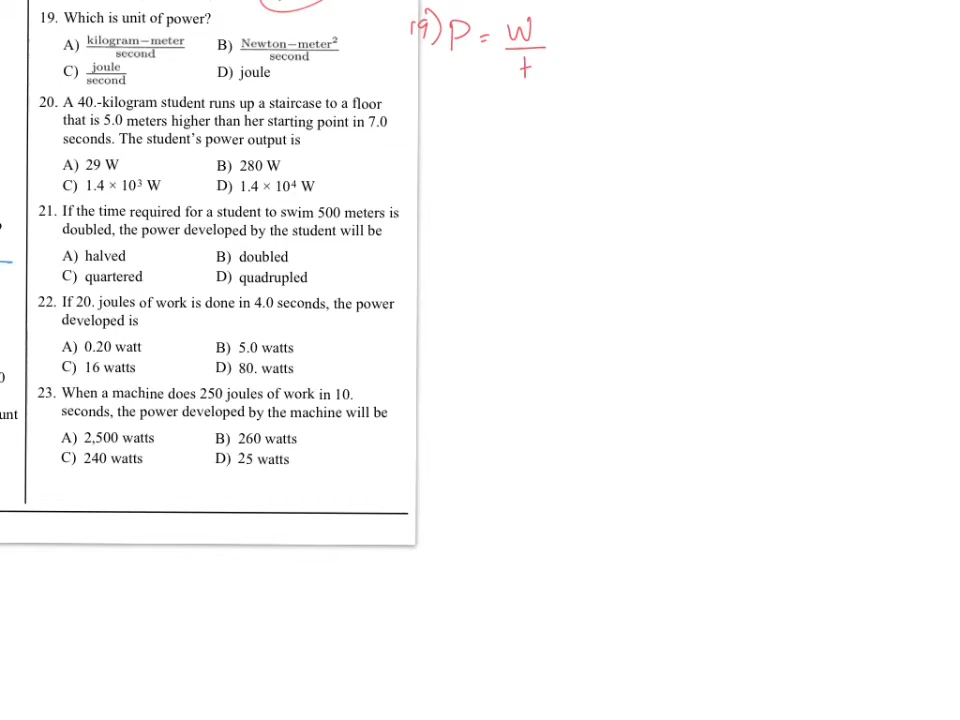 19. Which is unit of power?
A) kilogram−meter / second B) Newton−meter² / second
C) joule / second D) joule
20. A 40.-kilogram student runs up a staircase to a floor
that is 5.0 meters higher than her starting point in 7.0
seconds. The student's power output is
A) 29 W B) 280 W
C) 1.4 × 10³ W D) 1.4 × 10⁴ W
21. If the time required for a student to swim 500 meters is
doubled, the power developed by the student will be
A) halved B) doubled
C) quartered D) quadrupled
22. If 20. joules of work is done in 4.0 seconds, the power
developed is
A) 0.20 watt B) 5.0 watts
C) 16 watts D) 80. watts
23. When a machine does 250 joules of work in 10.
seconds, the power developed by the machine will be
A) 2,500 watts B) 260 watts
C) 240 watts D) 25 watts
unt
19) P = W / t